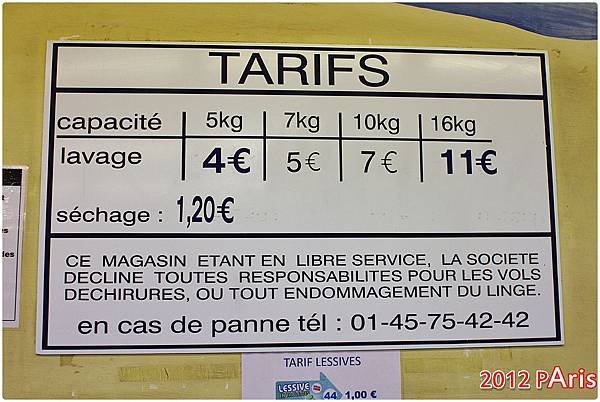 TARIFS
capacité 5kg 7kg 10kg 16kg
lavage 4€ 5€ 7€ 11€
séchage : 1,20€
CE MAGASIN ETANT EN LIBRE SERVICE, LA SOCIETE
DECLINE TOUTES RESPONSABILITES POUR LES VOLS
DECHIRURES, OU TOUT ENDOMMAGEMENT DU LINGE.
en cas de panne tél : 01-45-75-42-42
TARIF LESSIVES
LESSIVE
44 1,00 €
2012 PAris